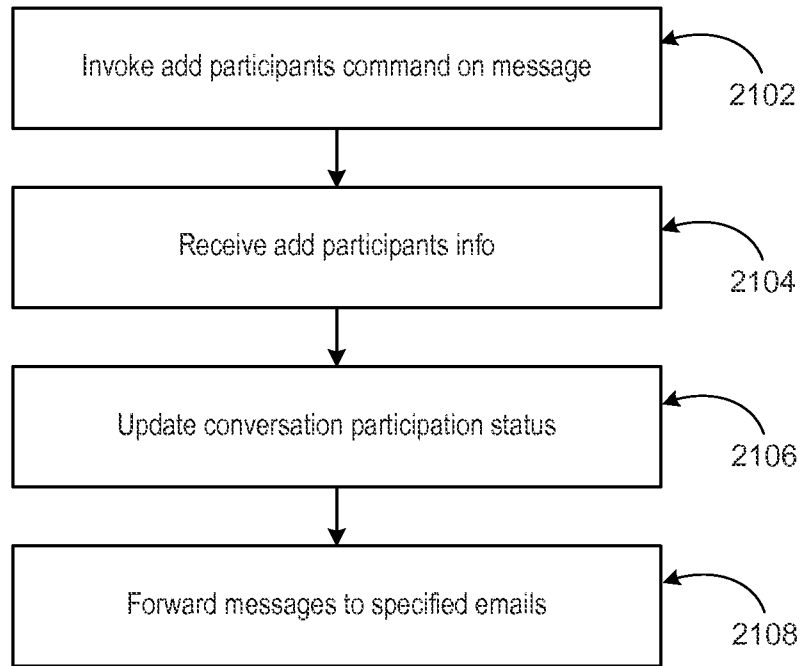 Invoke add participants command on message
2102
Receive add participants info
2104
Update conversation participation status
2106
Forward messages to specified emails
2108